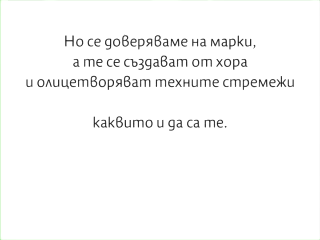 Но се доверяваме на марки,
а те се създават от хора
и олицетворяват техните стремежи
каквито и да са те.